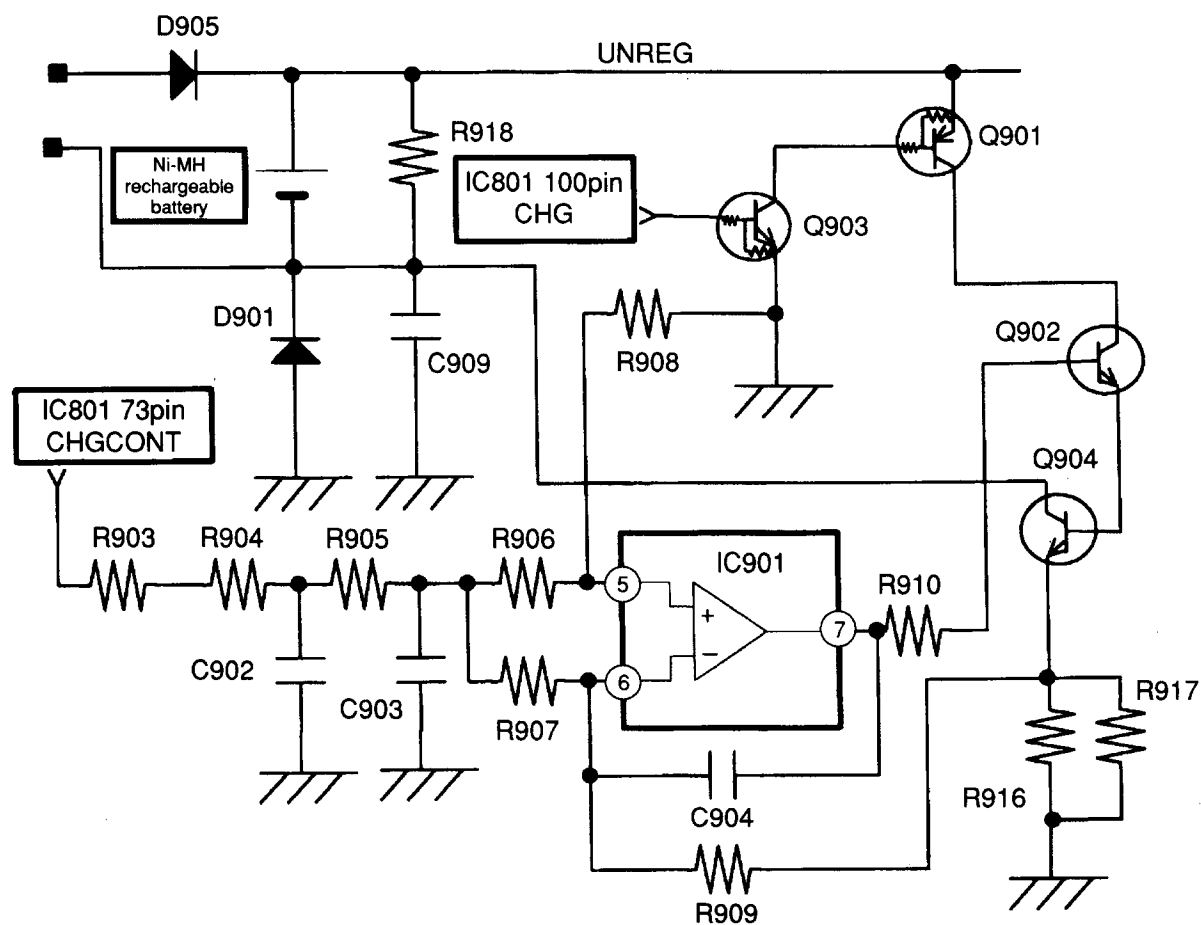 D905
UNREG
R918
Q901
Ni-MH
rechargeable
battery
IC801 100pin
CHG
Q903
D901
C909
R908
Q902
IC801 73pin
CHGCONT
Q904
R903
R904
R905
R906
IC901
R910
5
+
7
C902
C903
6
−
R907
R917
R916
C904
R909